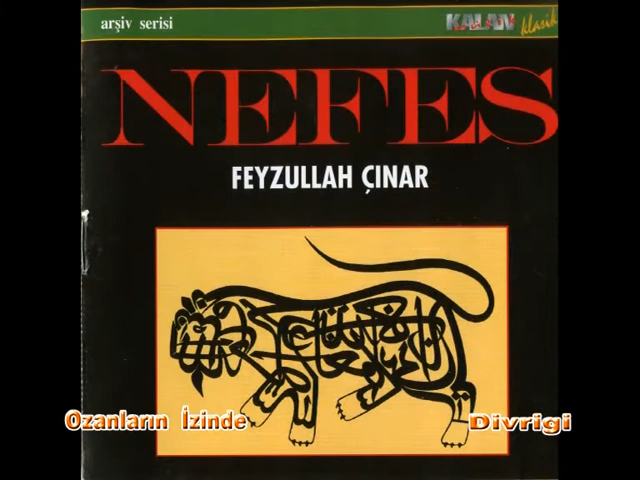 arşiv serisi
KALAN
klasik
NEFES
FEYZULLAH ÇINAR
Ozanların İzinde
Divrigi